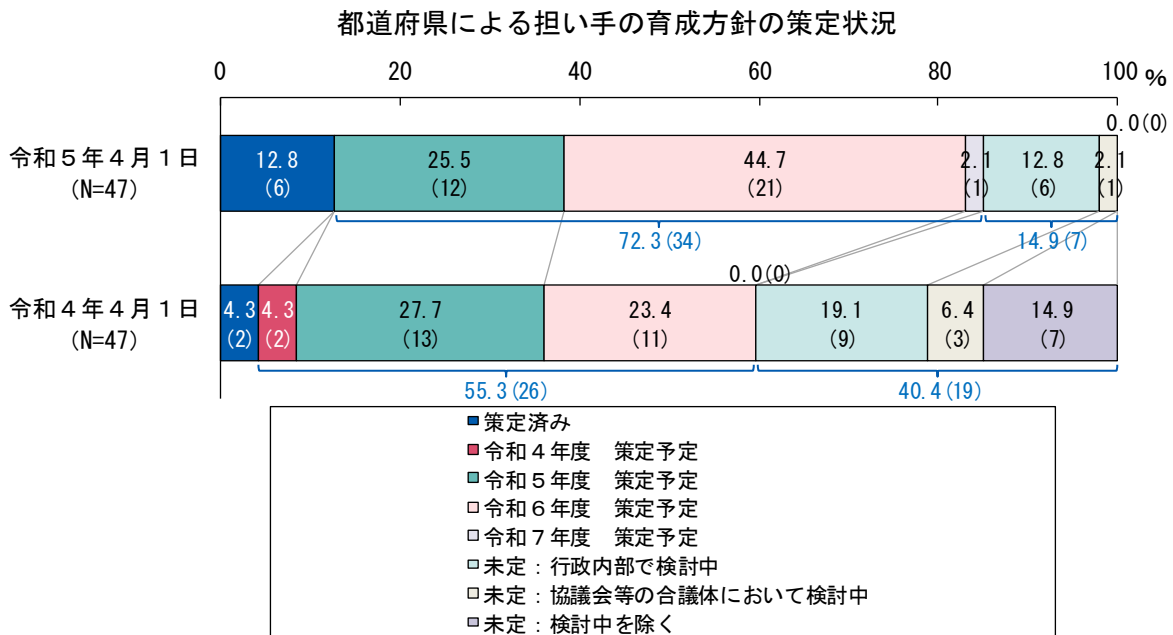 都道府県による担い手の育成方針の策定状況
0 20 40 60 80 100 %
0.0(0)
令和５年４月１日
(N=47)
12.8 25.5 44.7 2.1 12.8 2.1
(6) (12) (21) (1) (6) (1)
72.3(34) 14.9(7)
0.0(0)
令和４年４月１日
(N=47)
4.3 4.3 27.7 23.4 19.1 6.4 14.9
(2) (2) (13) (11) (9) (3) (7)
55.3(26) 40.4(19)
策定済み
令和４年度　策定予定
令和５年度　策定予定
令和６年度　策定予定
令和７年度　策定予定
未定：行政内部で検討中
未定：協議会等の合議体において検討中
未定：検討中を除く